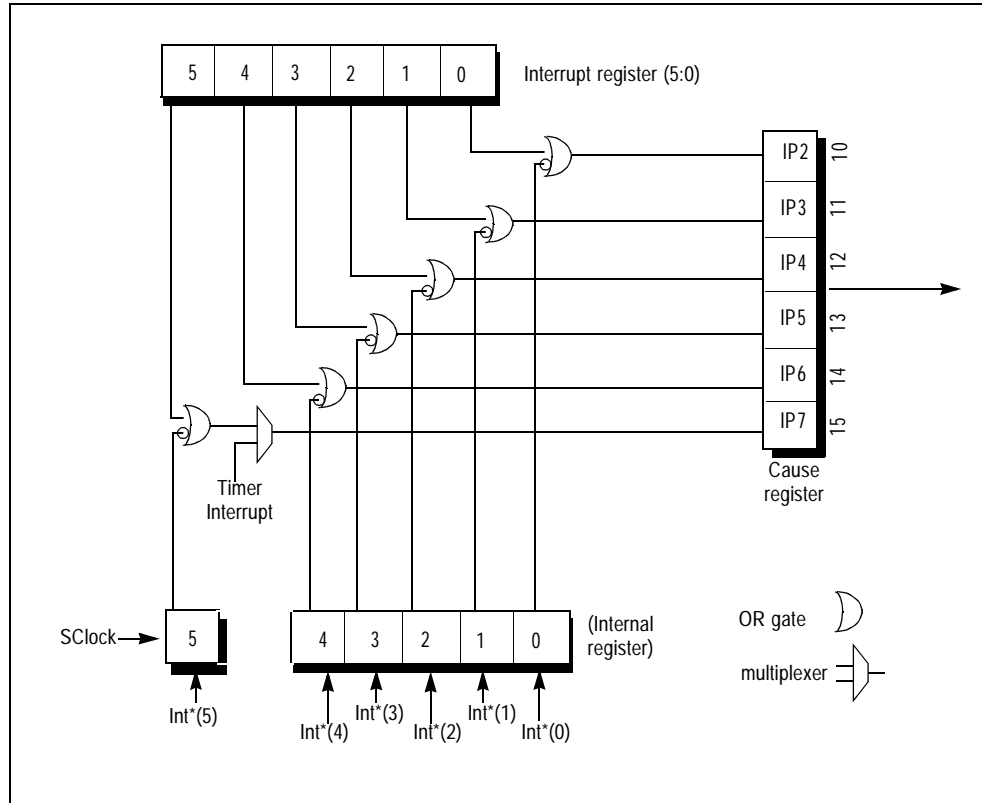 5 4 3 2 1 0
Interrupt register (5:0)
IP2 10
IP3 11
IP4 12
IP5 13
IP6 14
IP7 15
Cause
register
Timer
Interrupt
SClock
5
4 3 2 1 0
(Internal
register)
Int*(5)
Int*(4)
Int*(3)
Int*(2)
Int*(1)
Int*(0)
OR gate
multiplexer